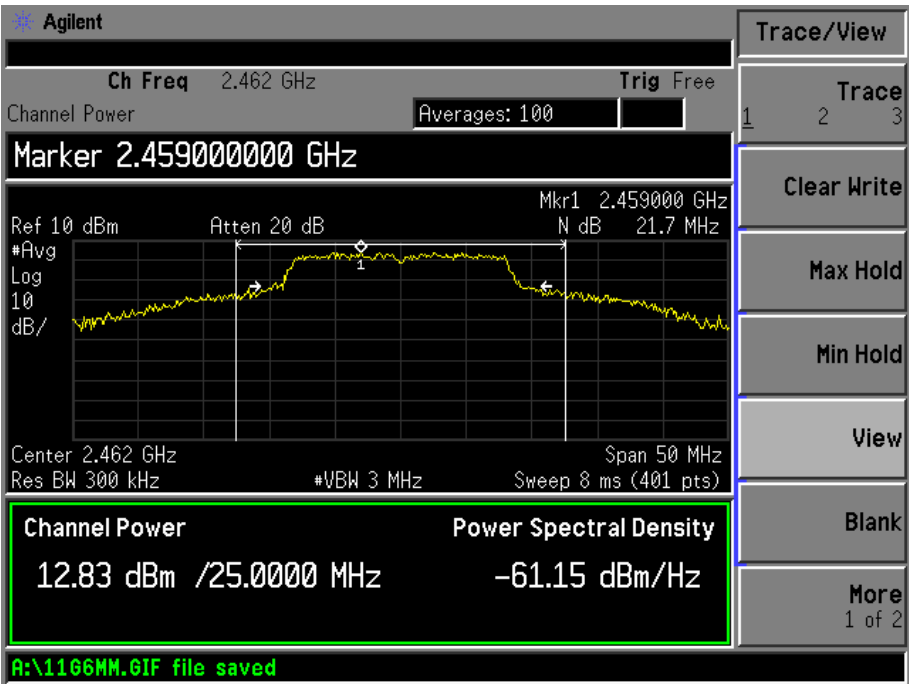 Agilent
Trace/View
Ch Freq 2.462 GHz Trig Free
Channel Power Averages: 100
Trace
1 2 3
Marker 2.459000000 GHz
Clear Write
Mkr1 2.459000 GHz
Ref 10 dBm Atten 20 dB N dB 21.7 MHz
#Avg
Log
10
dB/
1
Max Hold
Min Hold
View
Center 2.462 GHz Span 50 MHz
Res BW 300 kHz #VBW 3 MHz Sweep 8 ms (401 pts)
Channel Power Power Spectral Density
12.83 dBm /25.0000 MHz -61.15 dBm/Hz
Blank
More
1 of 2
A:\11G6MM.GIF file saved